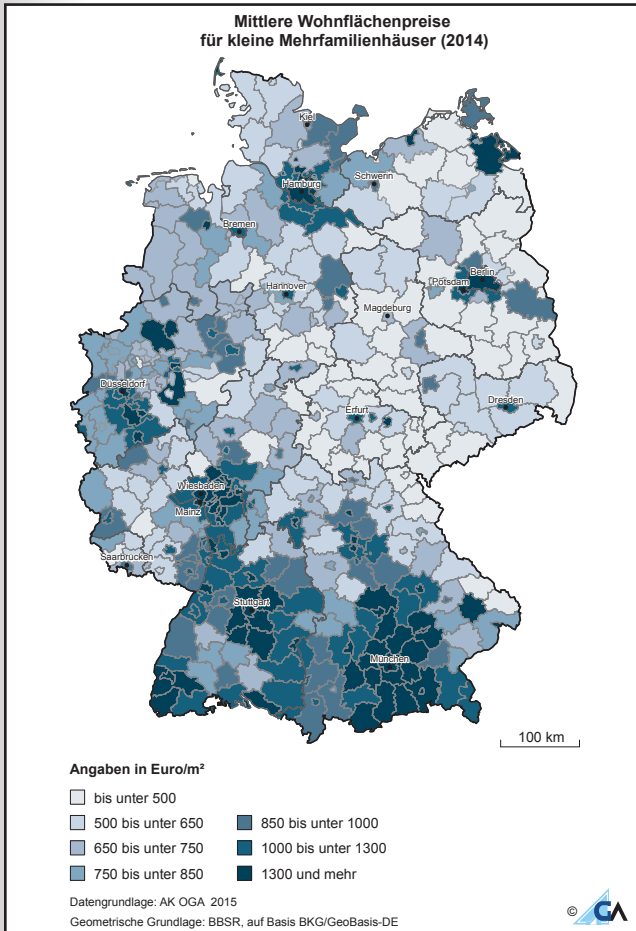 Mittlere Wohnflächenpreise
für kleine Mehrfamilienhäuser (2014)
Kiel
Hamburg
Schwerin
Bremen
Hannover
Berlin
Potsdam
Magdeburg
Düsseldorf
Erfurt
Dresden
Wiesbaden
Mainz
Saarbrücken
Stuttgart
München
100 km
Angaben in Euro/m²
bis unter 500
500 bis unter 650
650 bis unter 750
750 bis unter 850
850 bis unter 1000
1000 bis unter 1300
1300 und mehr
Datengrundlage: AK OGA 2015
Geometrische Grundlage: BBSR, auf Basis BKG/GeoBasis-DE
© GA